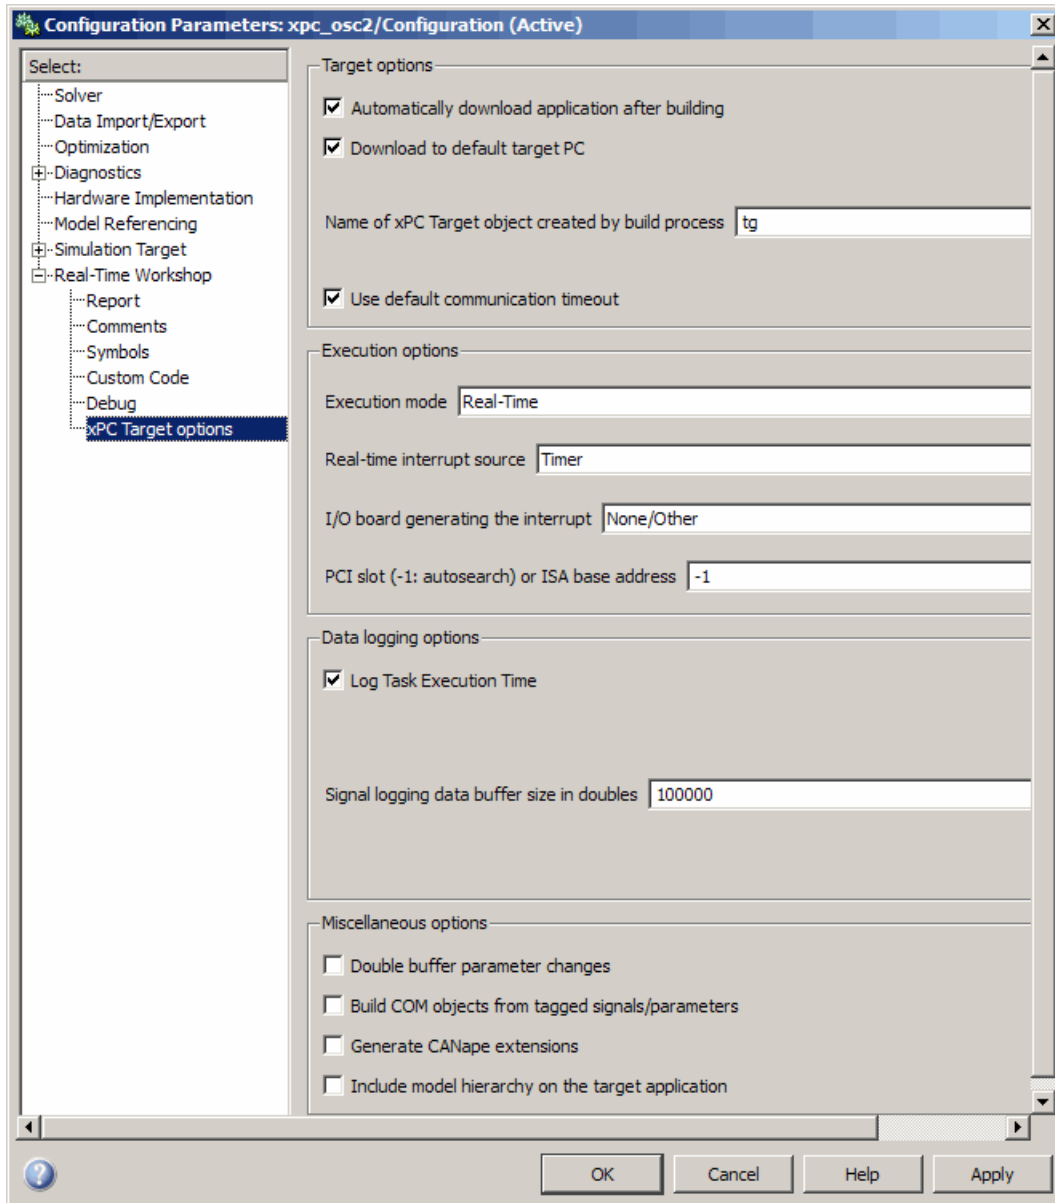 Configuration Parameters: xpc_osc2/Configuration (Active)
Select:
Solver
Data Import/Export
Optimization
Diagnostics
Hardware Implementation
Model Referencing
Simulation Target
Real-Time Workshop
Report
Comments
Symbols
Custom Code
Debug
xPC Target options
Target options
Automatically download application after building
Download to default target PC
Name of xPC Target object created by build process tg
Use default communication timeout
Execution options
Execution mode Real-Time
Real-time interrupt source Timer
I/O board generating the interrupt None/Other
PCI slot (-1: autosearch) or ISA base address -1
Data logging options
Log Task Execution Time
Signal logging data buffer size in doubles 100000
Miscellaneous options
Double buffer parameter changes
Build COM objects from tagged signals/parameters
Generate CANape extensions
Include model hierarchy on the target application
OK Cancel Help Apply